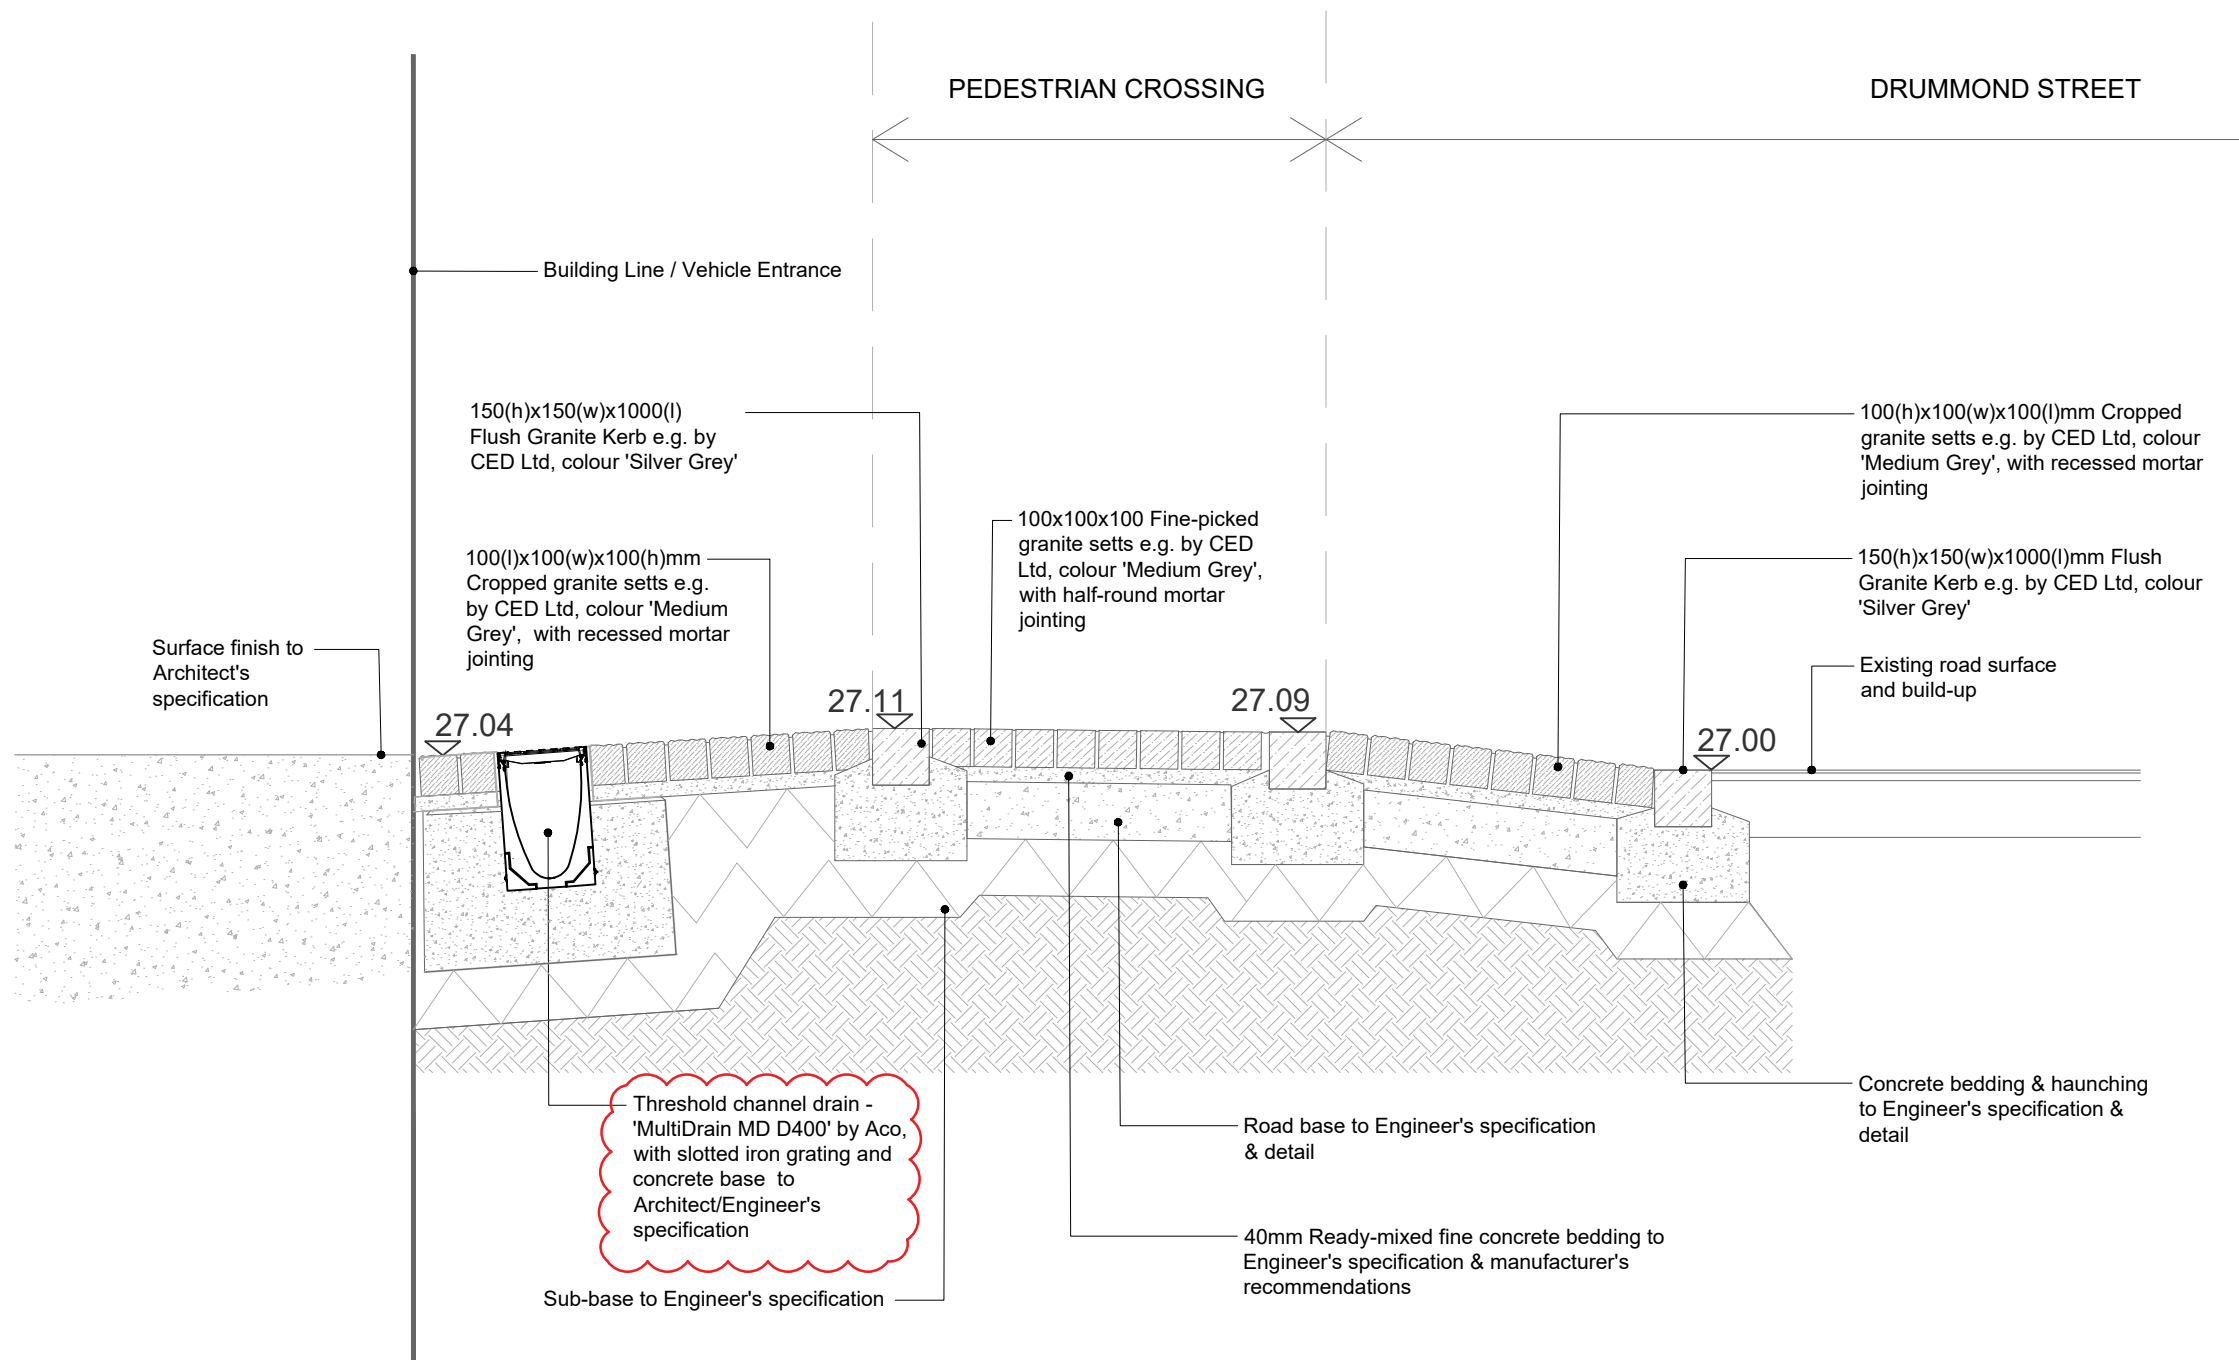 PEDESTRIAN CROSSING
DRUMMOND STREET
Building Line / Vehicle Entrance
150(h)x150(w)x1000(l)
Flush Granite Kerb e.g. by
CED Ltd, colour 'Silver Grey'
100(h)x100(w)x100(l)mm Cropped
granite setts e.g. by CED Ltd, colour
'Medium Grey', with recessed mortar
jointing
100x100x100 Fine-picked
granite setts e.g. by CED
Ltd, colour 'Medium Grey',
with half-round mortar
jointing
100(l)x100(w)x100(h)mm
Cropped granite setts e.g.
by CED Ltd, colour 'Medium
Grey',  with recessed mortar
jointing
150(h)x150(w)x1000(l)mm Flush
Granite Kerb e.g. by CED Ltd, colour
'Silver Grey'
Surface finish to
Architect's
specification
Existing road surface
and build-up
27.04
27.11
27.09
27.00
Threshold channel drain -
'MultiDrain MD D400' by Aco,
with slotted iron grating and
concrete base  to
Architect/Engineer's
specification
Road base to Engineer's specification
& detail
Concrete bedding & haunching
to Engineer's specification &
detail
40mm Ready-mixed fine concrete bedding to
Engineer's specification & manufacturer's
recommendations
Sub-base to Engineer's specification